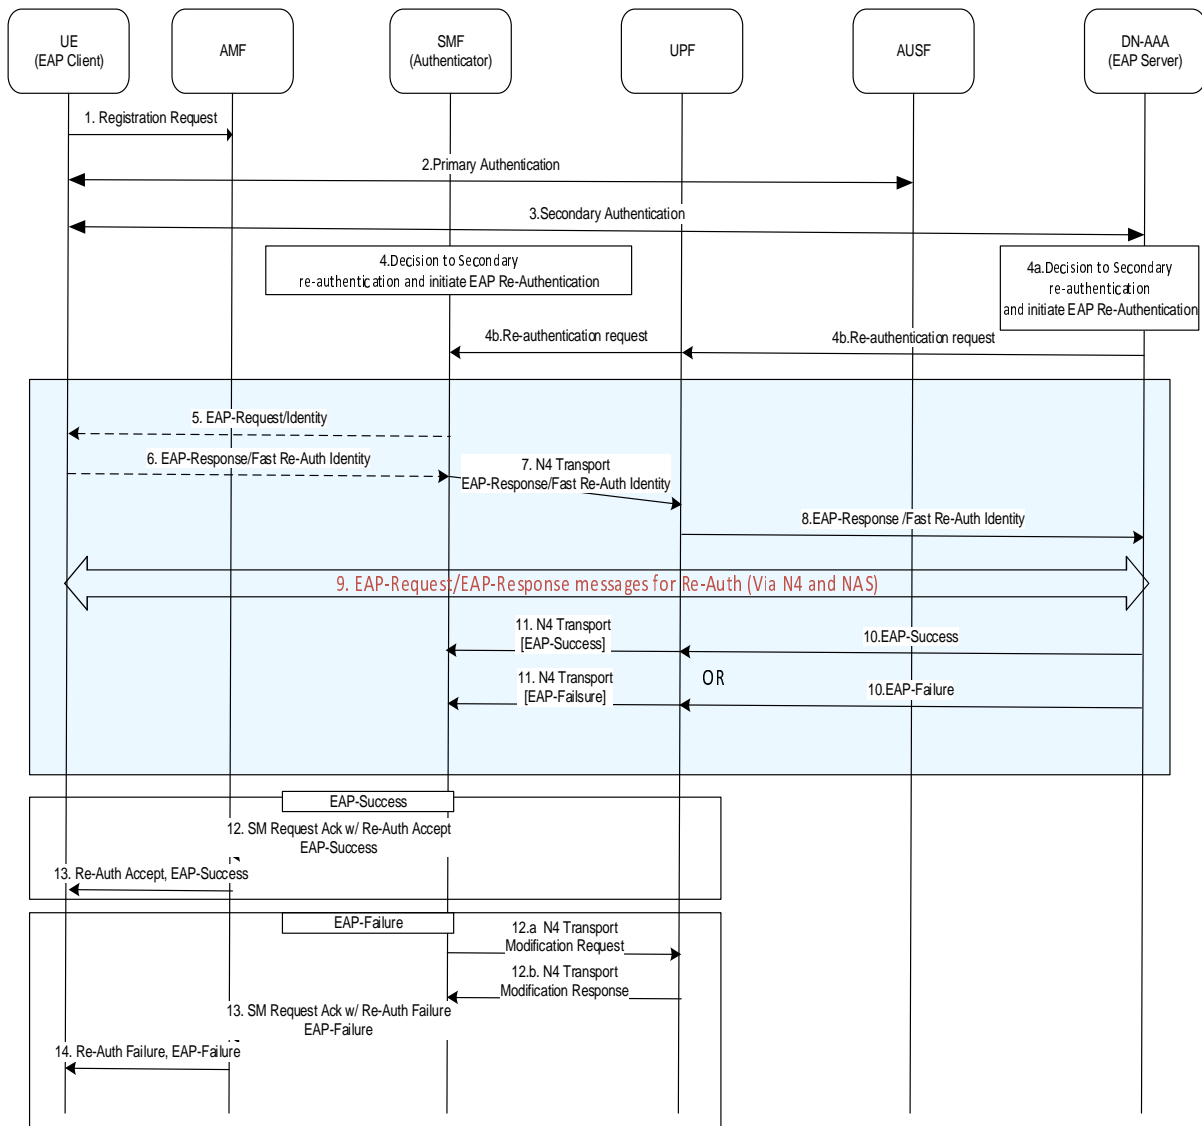 UE
(EAP Client)
AMF
SMF
(Authenticator)
UPF
AUSF
DN-AAA
(EAP Server)
1. Registration Request
2.Primary Authentication
3.Secondary Authentication
4.Decision to Secondary
re-authentication and initiate EAP Re-Authentication
4a.Decision to Secondary
re-authentication
and initiate EAP Re-Authentication
4b.Re-authentication request
4b.Re-authentication request
5. EAP-Request/Identity
6. EAP-Response/Fast Re-Auth Identity
7. N4 Transport
EAP-Response/Fast Re-Auth Identity
8.EAP-Response /Fast Re-Auth Identity
9. EAP-Request/EAP-Response messages for Re-Auth (Via N4 and NAS)
11. N4 Transport
[EAP-Success]
10.EAP-Success
OR
11. N4 Transport
[EAP-Failsure]
10.EAP-Failure
EAP-Success
12. SM Request Ack w/ Re-Auth Accept
EAP-Success
13. Re-Auth Accept, EAP-Success
EAP-Failure
12.a N4 Transport
Modification Request
12.b. N4 Transport
Modification Response
13. SM Request Ack w/ Re-Auth Failure
EAP-Failure
14. Re-Auth Failure, EAP-Failure